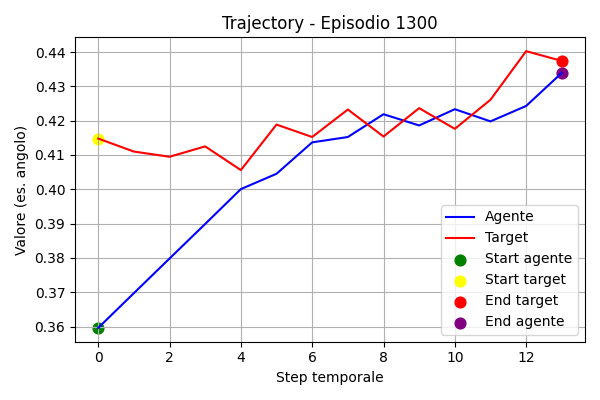 Trajectory - Episodio 1300
Valore (es. angolo)
0.44
0.43
0.42
0.41
0.40
0.39
0.38
0.37
0.36
Agente
Target
Start agente
Start target
End target
End agente
0 2 4 6 8 10 12
Step temporale